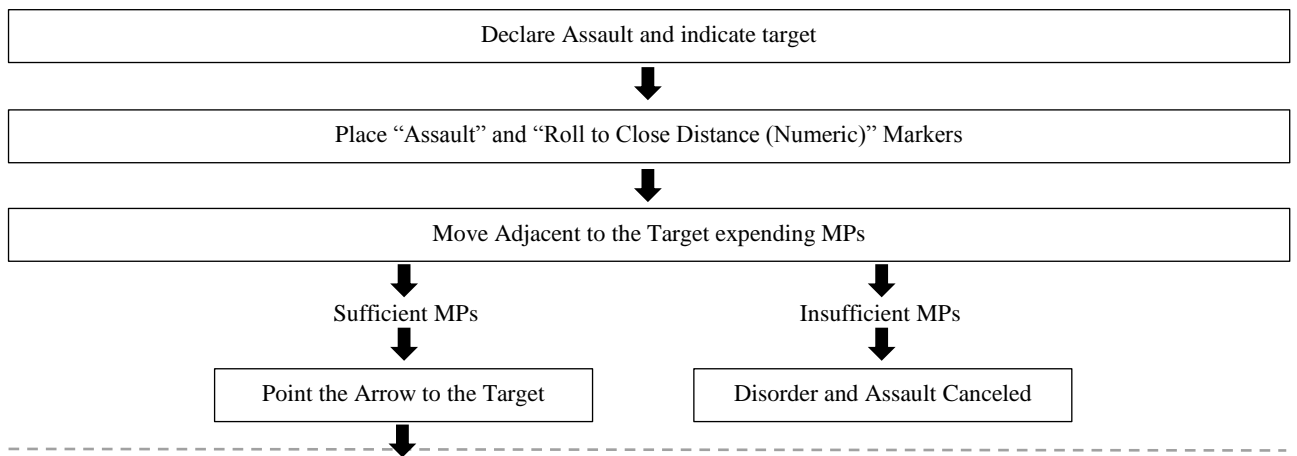 Declare Assault and indicate target
Place “Assault” and “Roll to Close Distance (Numeric)” Markers
Move Adjacent to the Target expending MPs
Sufficient MPs
Insufficient MPs
Point the Arrow to the Target
Disorder and Assault Canceled